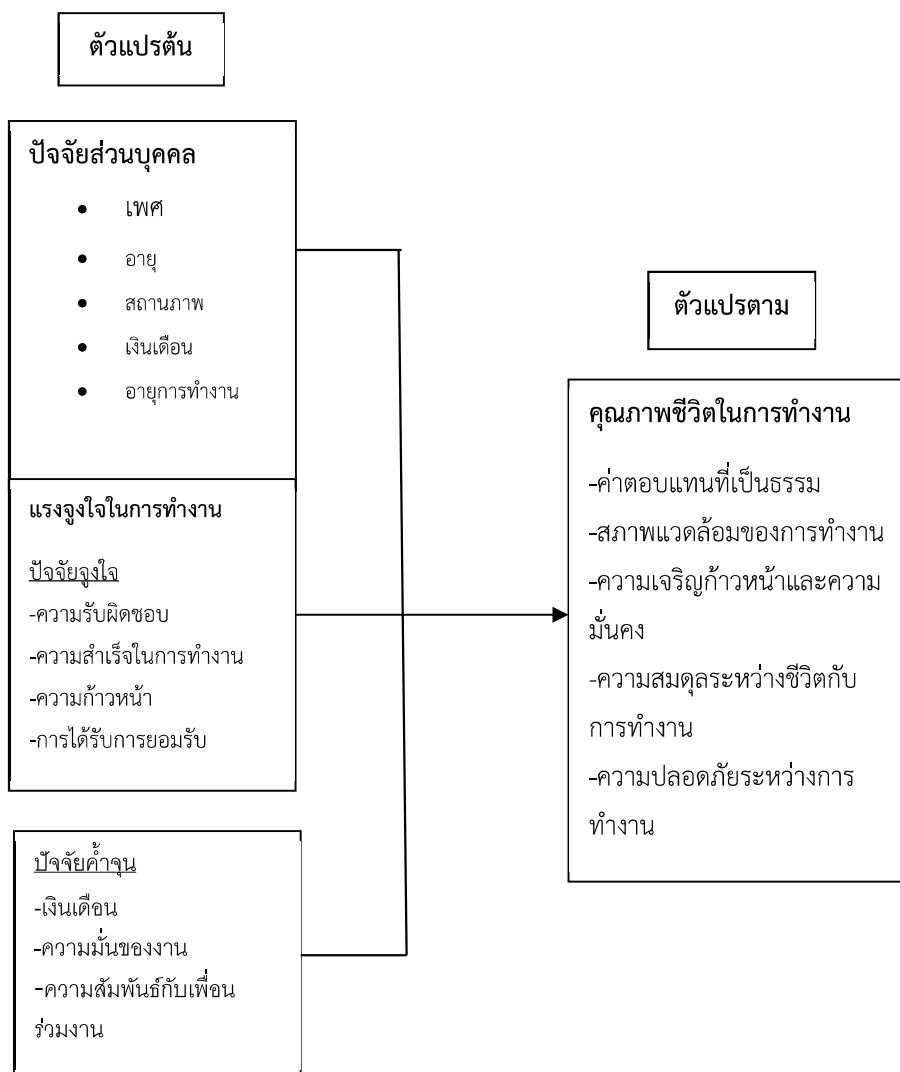 ตัวแปรต้น
ปัจจัยส่วนบุคคล
• เพศ
• อายุ
• สถานภาพ
• เงินเดือน
• อายุการทำงาน
แรงจูงใจในการทำงาน
ปัจจัยจูงใจ
-ความรับผิดชอบ
-ความสำเร็จในการทำงาน
-ความก้าวหน้า
-การได้รับการยอมรับ
ปัจจัยค้ำจุน
-เงินเดือน
-ความมั่นของงาน
-ความสัมพันธ์กับเพื่อน
ร่วมงาน
ตัวแปรตาม
คุณภาพชีวิตในการทำงาน
-ค่าตอบแทนที่เป็นธรรม
-สภาพแวดล้อมของการทำงาน
-ความเจริญก้าวหน้าและความ
มั่นคง
-ความสมดุลระหว่างชีวิตกับ
การทำงาน
-ความปลอดภัยระหว่างการ
ทำงาน